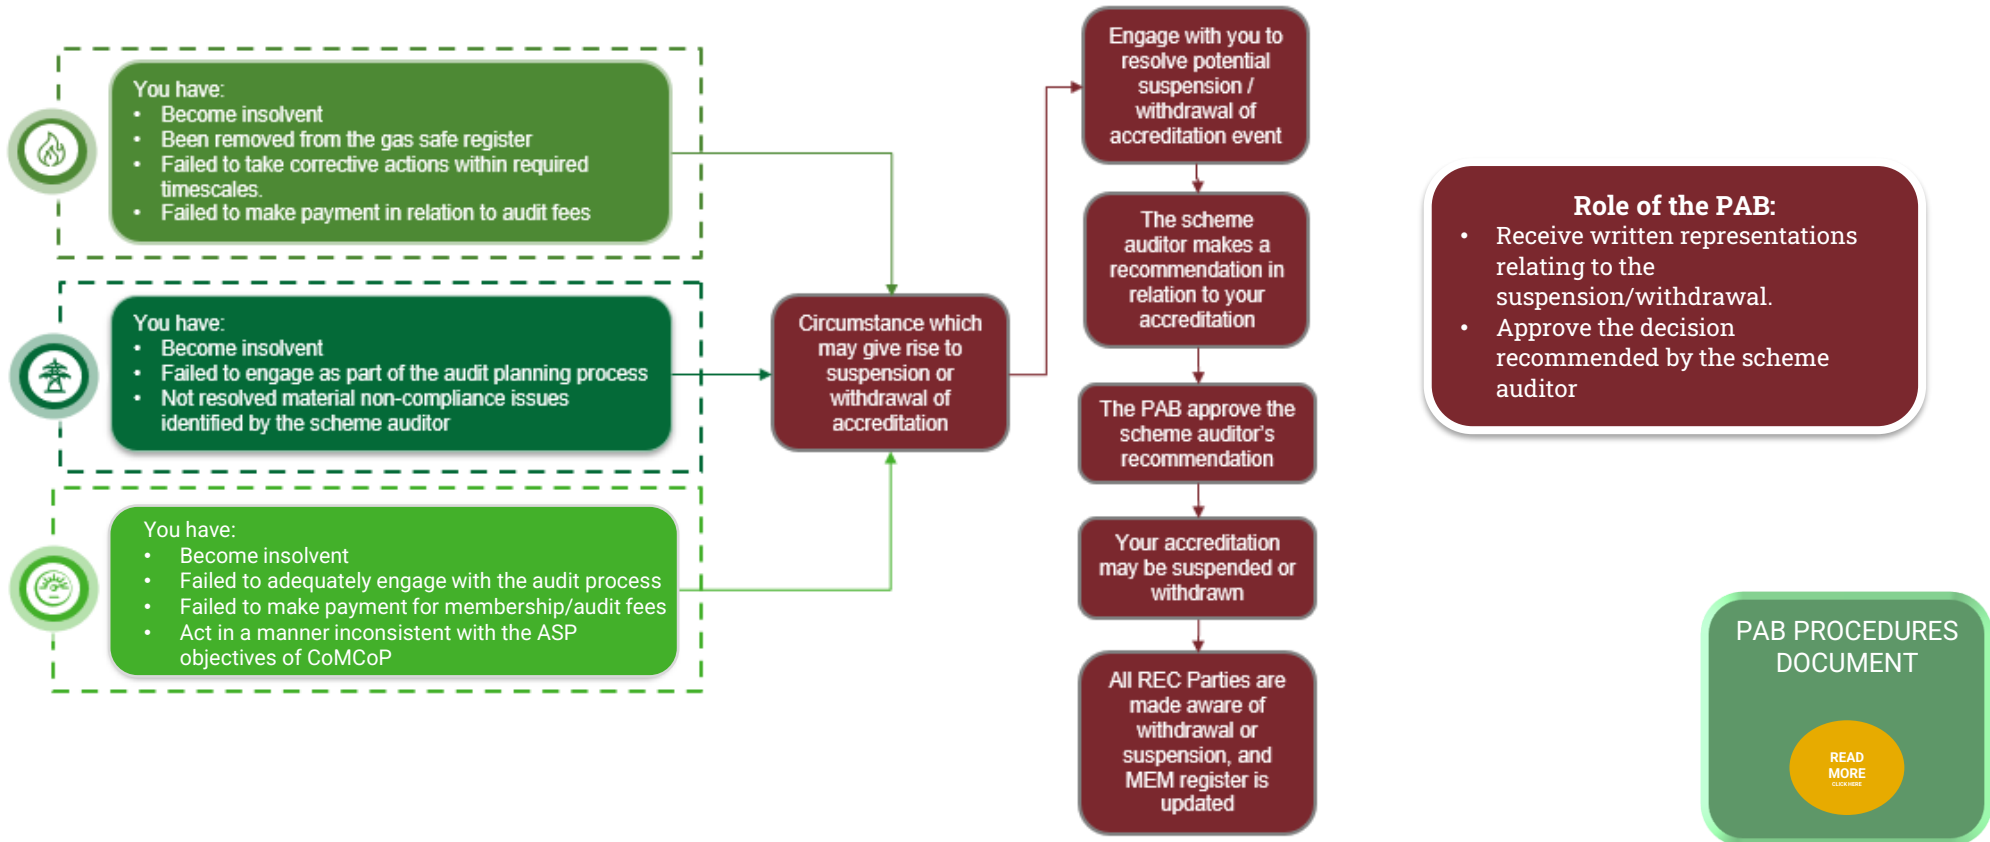 You have:
• Become insolvent
• Been removed from the gas safe register
• Failed to take corrective actions within required
timescales.
• Failed to make payment in relation to audit fees
You have:
• Become insolvent
• Failed to engage as part of the audit planning process
• Not resolved material non-compliance issues
identified by the scheme auditor
You have:
• Become insolvent
• Failed to adequately engage with the audit process
• Failed to make payment for membership/audit fees
• Act in a manner inconsistent with the ASP
objectives of CoMCoP
Circumstance which
may give rise to
suspension or
withdrawal of
accreditation
Engage with you to
resolve potential
suspension /
withdrawal of
accreditation event
The scheme
auditor makes a
recommendation in
relation to your
accreditation
The PAB approve the
scheme auditor's
recommendation
Your accreditation
may be suspended or
withdrawn
All REC Parties are
made aware of
withdrawal or
suspension, and
MEM register is
updated
Role of the PAB:
• Receive written representations
relating to the
suspension/withdrawal.
• Approve the decision
recommended by the scheme
auditor
PAB PROCEDURES
DOCUMENT
READ
MORE
CLICK HERE